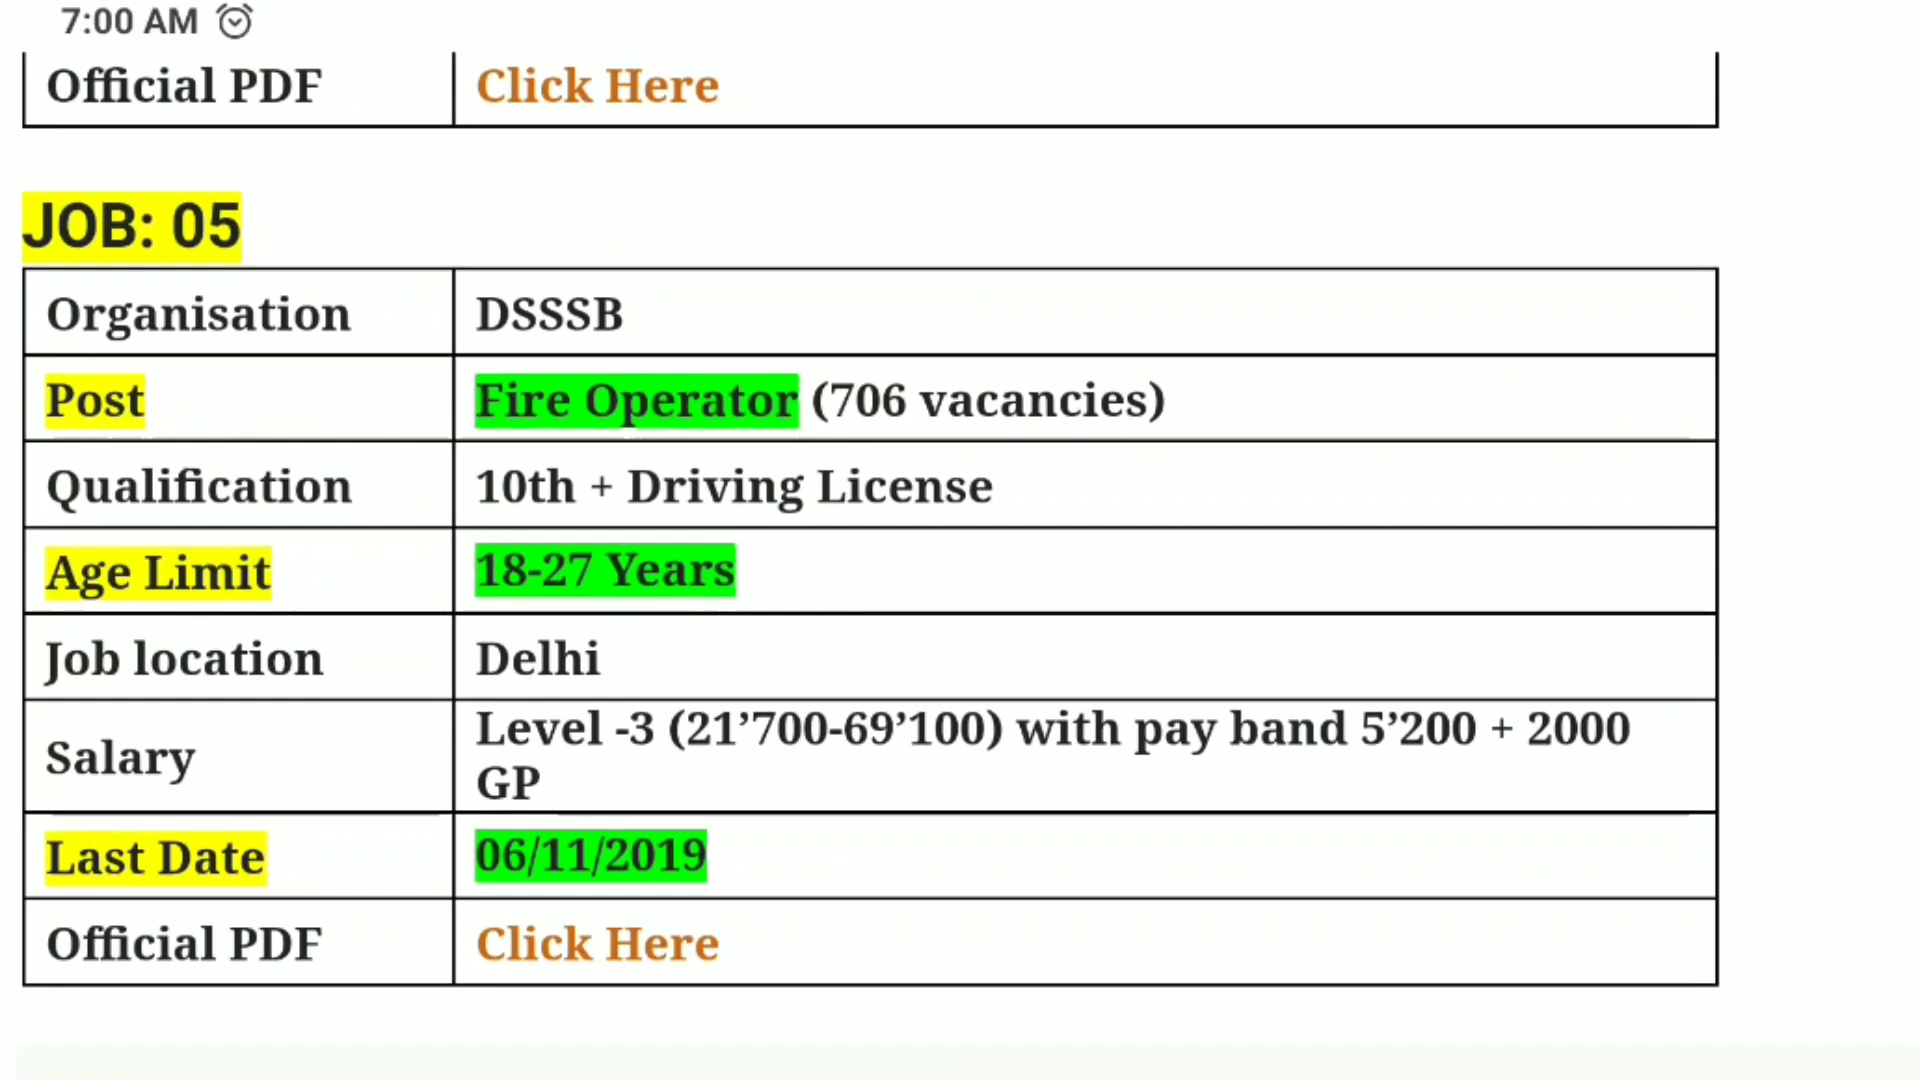 7:00 AM
Official PDF Click Here
JOB: 05
Organisation DSSSB
Post Fire Operator (706 vacancies)
Qualification 10th + Driving License
Age Limit 18-27 Years
Job location Delhi
Salary Level -3 (21’700-69’100) with pay band 5’200 + 2000
GP
Last Date 06/11/2019
Official PDF Click Here